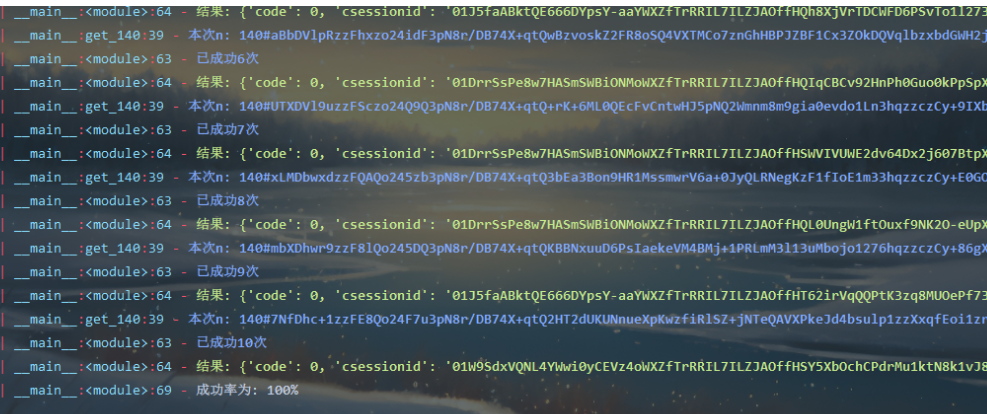 | __main__:<module>:64 - 结果: {'code': 0, 'csessionid': '01J5faABktQE666DYpsY-aaYWXZfTrRRIL7ILZJAOffHQh8XjVrTDCWFD6PSvTo1l273
| __main__:get_140:39 - 本次n: 140#aBbDVlpRzzFhxzo24idF3pN8r/DB74X+qtQwBzvoskZ2FR8oSQ4VXTMCo7znGhHBPJZBF1Cx3ZOkDQVqlbzxbdGWH2j
| __main__:<module>:63 - 已成功6次
| __main__:<module>:64 - 结果: {'code': 0, 'csessionid': '01DrrSsPe8w7HASmSWBiONMoWXZfTrRRIL7ILZJAOffHQIqCBCv92HnPh0Guo0kPpSpX
| __main__:get_140:39 - 本次n: 140#UTXDVl9uzzFSczo24Q9Q3pN8r/DB74X+qtQ+rK+6ML0QEcFvCntwHJ5pNQ2Wmnm8m9gia0evdo1Ln3hqzzczCy+9IXb
| __main__:<module>:63 - 已成功7次
| __main__:<module>:64 - 结果: {'code': 0, 'csessionid': '01DrrSsPe8w7HASmSWBiONMoWXZfTrRRIL7ILZJAOffHSWVIVUWE2dv64Dx2j607BtpX
| __main__:get_140:39 - 本次n: 140#xLMDbwxdzzFQAQo245zb3pN8r/DB74X+qtQ3bEa3Bon9HR1MssmwrV6a+0JyQLRNegKzF1fIoE1m33hqzzczCy+E0GO
| __main__:<module>:63 - 已成功8次
| __main__:<module>:64 - 结果: {'code': 0, 'csessionid': '01DrrSsPe8w7HASmSWBiONMoWXZfTrRRIL7ILZJAOffHQL0UngW1ftOuxf9NK2O-eUpX
| __main__:get_140:39 - 本次n: 140#mbXDhwr9zzF8lQo245DQ3pN8r/DB74X+qtQKBBNxuuD6PsIaekeVM4BMj+1PRLmM3l13uMbojo1276hqzzczCy+86gX
| __main__:<module>:63 - 已成功9次
| __main__:<module>:64 - 结果: {'code': 0, 'csessionid': '01J5faABktQE666DYpsY-aaYWXZfTrRRIL7ILZJAOffHT62irVqQQPtK3zq8MUOePf73
| __main__:get_140:39 - 本次n: 140#7NfDhc+1zzFE8Qo24F7u3pN8r/DB74X+qtQ2HT2dUKUNnueXpKwzfiRlSZ+jNTeQAVXPkeJd4bsulp1zzXxqfEoi1zr
| __main__:<module>:63 - 已成功10次
| __main__:<module>:64 - 结果: {'code': 0, 'csessionid': '01W9SdxVQNL4YWwi0yCEVz4oWXZfTrRRIL7ILZJAOffHSY5XbOchCPdrMu1ktN8k1vJ8
| __main__:<module>:69 - 成功率为: 100%